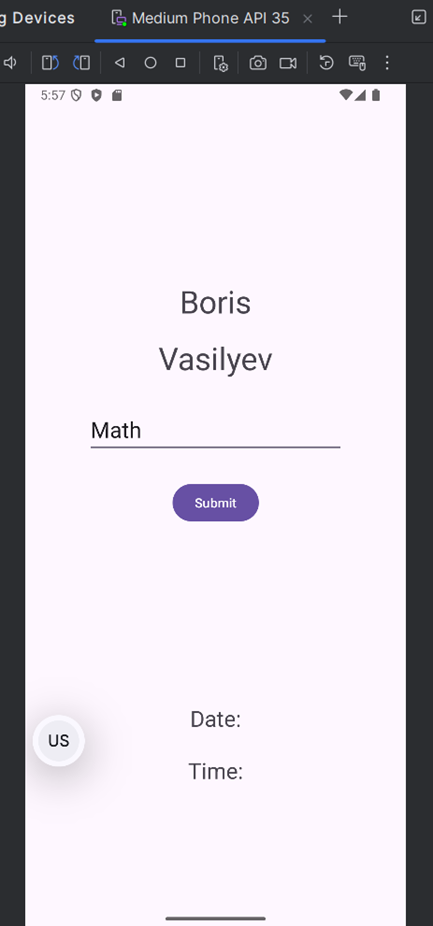 g Devices
Medium Phone API 35
5:57
Boris
Vasilyev
Math
Submit
Date:
US
Time: